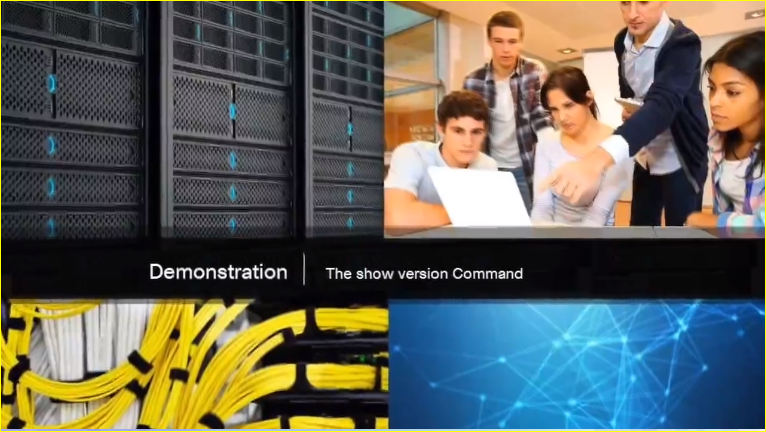 Demonstration | The show version Command